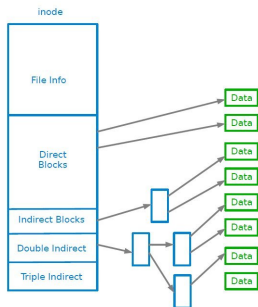 inode
File Info
Data
Data
Direct
Blocks
Data
Data
Data
Indirect Blocks
Data
Double Indirect
Data
Triple Indirect
Data